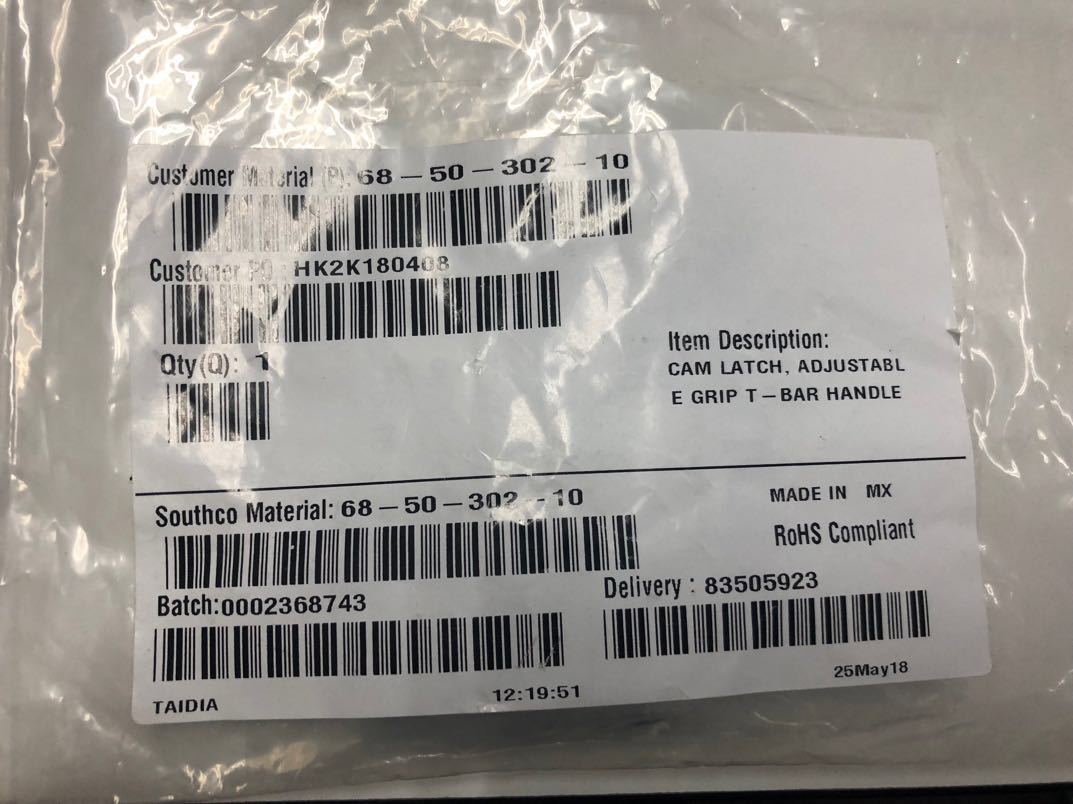 Customer Material (P): 68-50-302-10
Customer PO : HK2K180408
Qty(Q): 1
Item Description:
CAM LATCH, ADJUSTABL
E GRIP T-BAR HANDLE
Southco Material: 68-50-302-10
MADE IN MX
RoHS Compliant
Batch:0002368743
Delivery : 83505923
TAIDIA
12:19:51
25May18